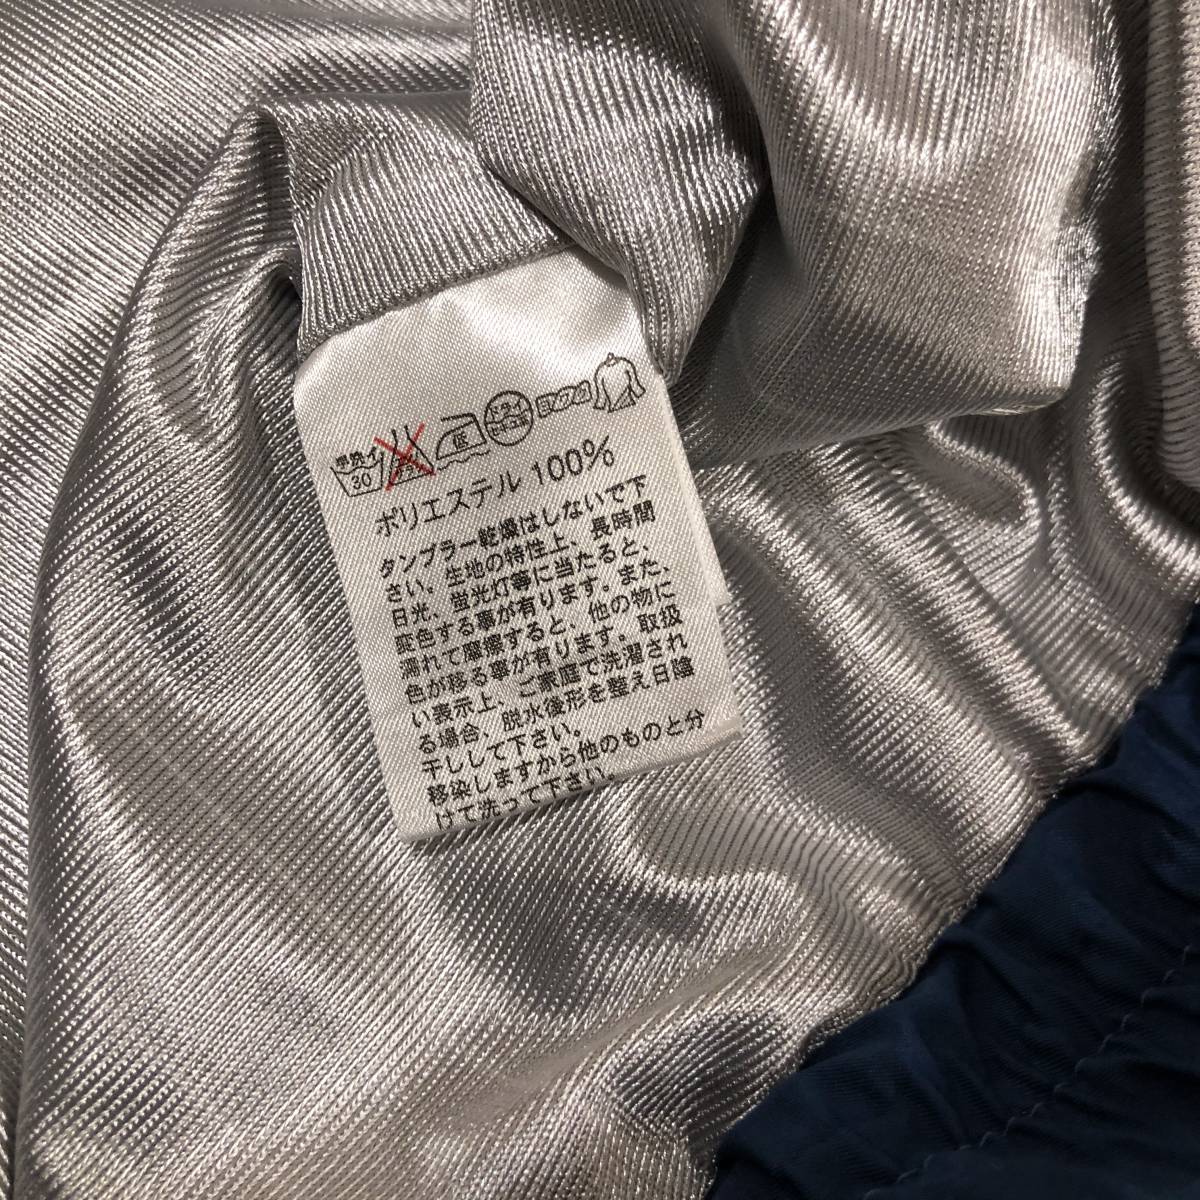 手洗イ
30
ドライ
ポリエステル 100%
タンブラー乾燥はしないで下
さい。生地の特性上、長時間
日光、蛍光灯等に当たると、
変色する事が有ります。また、
濡れて摩擦すると、他の物に
色が移る事が有ります。取扱
い表示上、ご家庭で洗濯され
る場合、脱水後形を整え日陰
干しして下さい。
移染しますから他のものと分
けて洗って下さい。